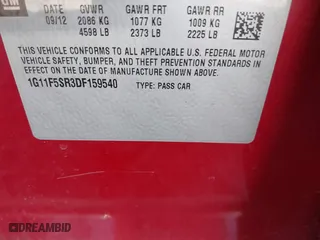 GM
DATE GVWR GAWR FRT GAWR RR
09/12 2086 KG 1077 KG 1009 KG
4598 LB 2373 LB 2225 LB
THIS VEHICLE CONFORMS TO ALL APPLICABLE U.S. FEDERAL MOTOR
VEHICLE SAFETY, BUMPER, AND THEFT PREVENTION STANDARDS IN
EFFECT ON THE DATE OF MANUFACTURE SHOWN ABOVE.
1G11F5SR3DF159540 TYPE: PASS CAR
DREAMBID